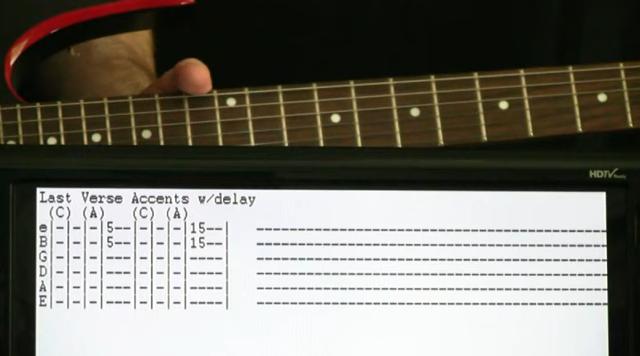 HDTV
Last Verse Accents w/delay
(C) (A) (C) (A)
e|-|-|-|5--|-|-|-|15--| ----------------------------------------
B|-|-|-|5--|-|-|-|15--| ----------------------------------------
G|-|-|-|---|-|-|-|----| ----------------------------------------
D|-|-|-|---|-|-|-|----| ----------------------------------------
A|-|-|-|---|-|-|-|----| ----------------------------------------
E|-|-|-|---|-|-|-|----| ----------------------------------------